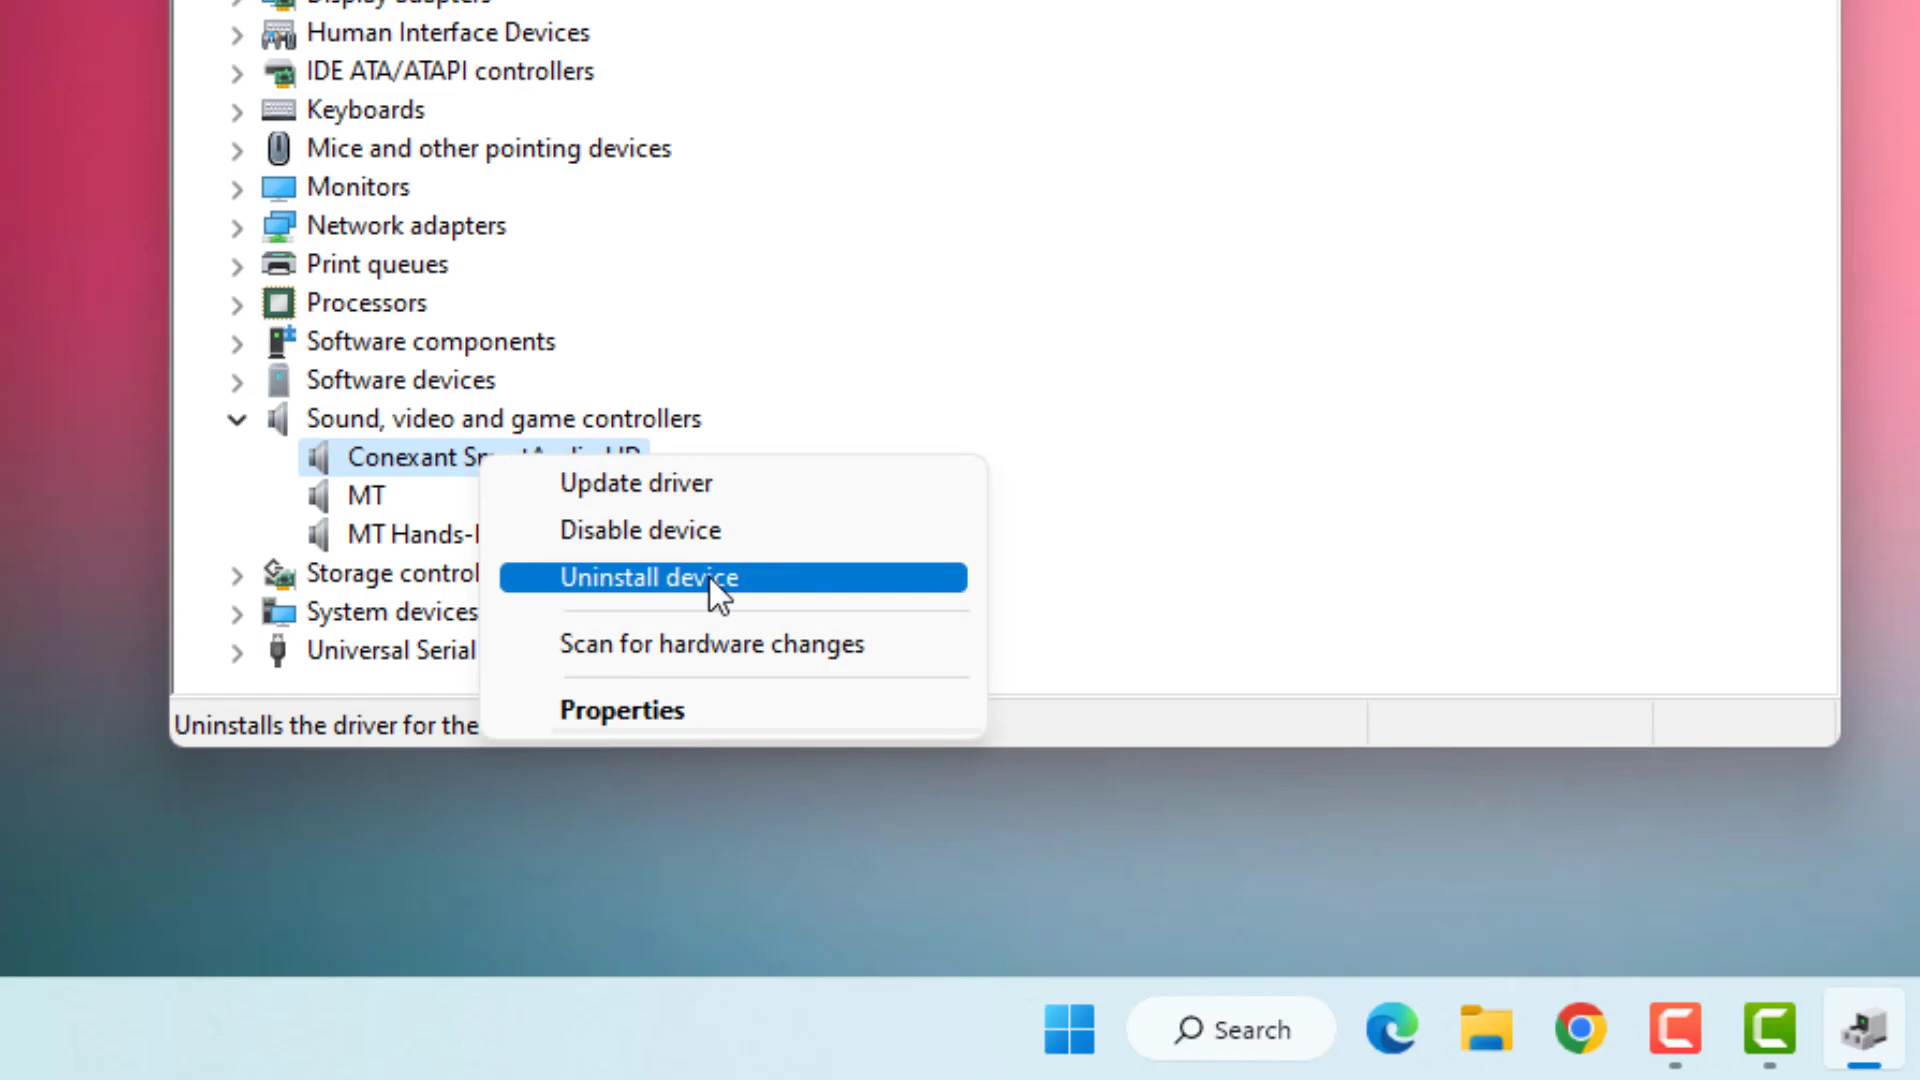 Display adapters
Human Interface Devices
IDE ATA/ATAPI controllers
Keyboards
Mice and other pointing devices
Monitors
Network adapters
Print queues
Processors
Software components
Software devices
Sound, video and game controllers
Conexant
MT
MT Hands-
Storage control
System devices
Universal Serial
Update driver
Disable device
Uninstall device
Scan for hardware changes
Properties
Uninstalls the driver for the
Search